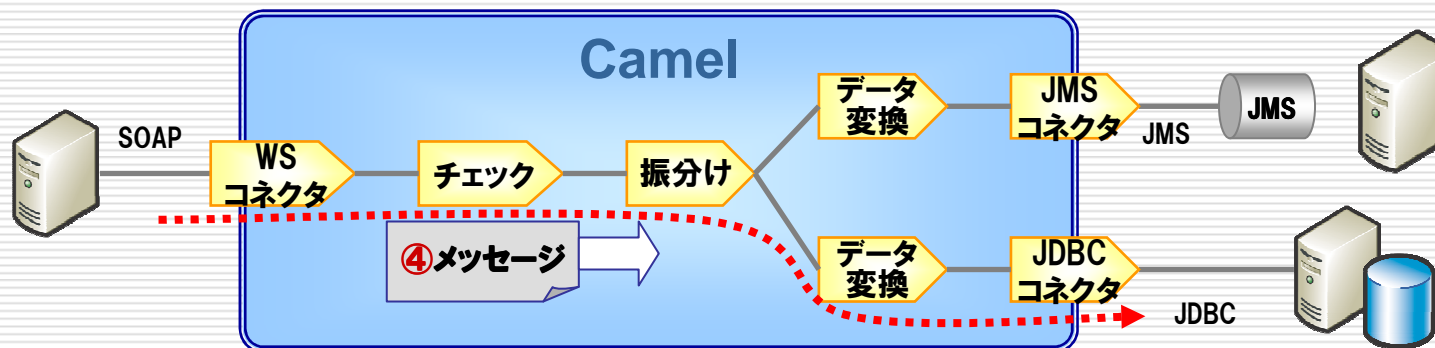 Camel
SOAP
WS
コネクタ
チェック
振分け
データ
変換
JMS
コネクタ
JMS
JMS
④メッセージ
データ
変換
JDBC
コネクタ
JDBC